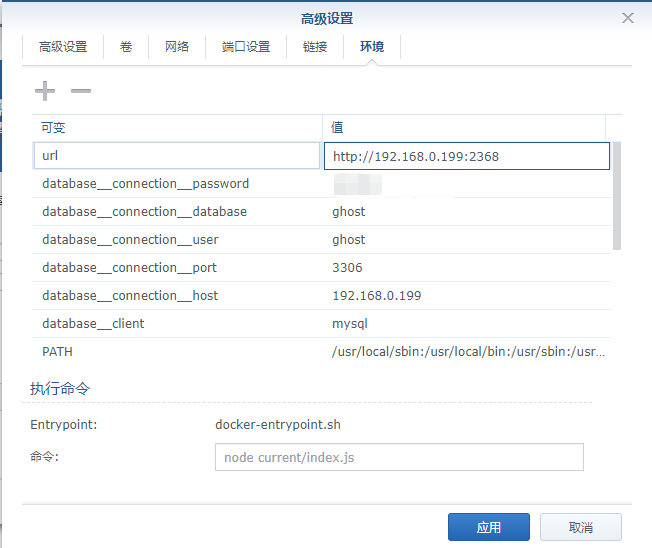 高级设置
高级设置 卷 网络 端口设置 链接 环境
可变 值
url http://192.168.0.199:2368
database__connection__password
database__connection__database ghost
database__connection__user ghost
database__connection__port 3306
database__connection__host 192.168.0.199
database__client mysql
PATH /usr/local/sbin:/usr/local/bin:/usr/sbin:/usr...
执行命令
Entrypoint: docker-entrypoint.sh
命令: node current/index.js
应用 取消